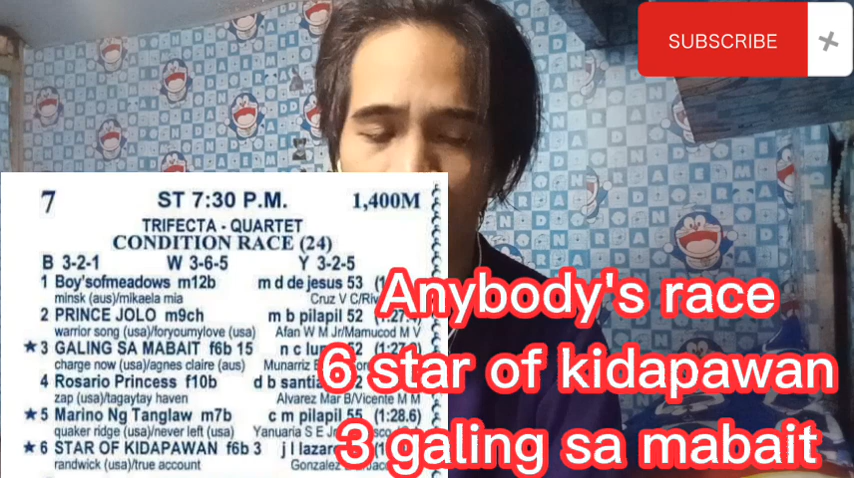 SUBSCRIBE
7 ST 7:30 P.M. 1,400M
TRIFECTA - QUARTET
CONDITION RACE (24)
B 3-2-1 W 3-6-5 Y 3-2-5
1 Boy'sofmeadows m12b m d de jesus 53
minsk (aus)/mikaela mia Cruz V C/
2 PRINCE JOLO m9ch m b pilapil 52
warrior song (usa)/foryoumylove (usa) Afan W M Jr/Mamucod M V
★ 3 GALING SA MABAIT f6b 15 n c
charge now (usa)/agnes claire (aus) Munarriz
4 Rosario Princess f10b d b
zap (usa)/tagaytay haven Alvarez Mar B/Vicente M M
★ 5 Marino Ng Tanglaw m7b c m pilapil 55 (1:28.6)
quaker ridge (usa)/never left (usa) Yanuaria S E
★ 6 STAR OF KIDAPAWAN f6b 3 j l
randwick (usa)/true account Gonzalez
Anybody's race
6 star of kidapawan
3 galing sa mabait